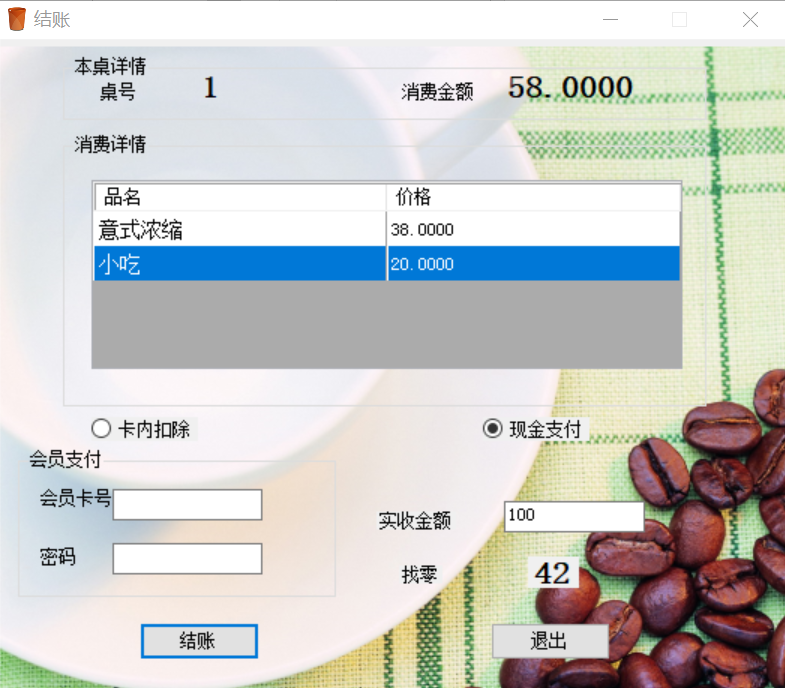 结账
本桌详情
桌号 1 消费金额 58.0000
消费详情
品名 价格
意式浓缩 38.0000
小吃 20.0000
卡内扣除 现金支付
会员支付
会员卡号
实收金额 100
密码
找零 42
结账 退出